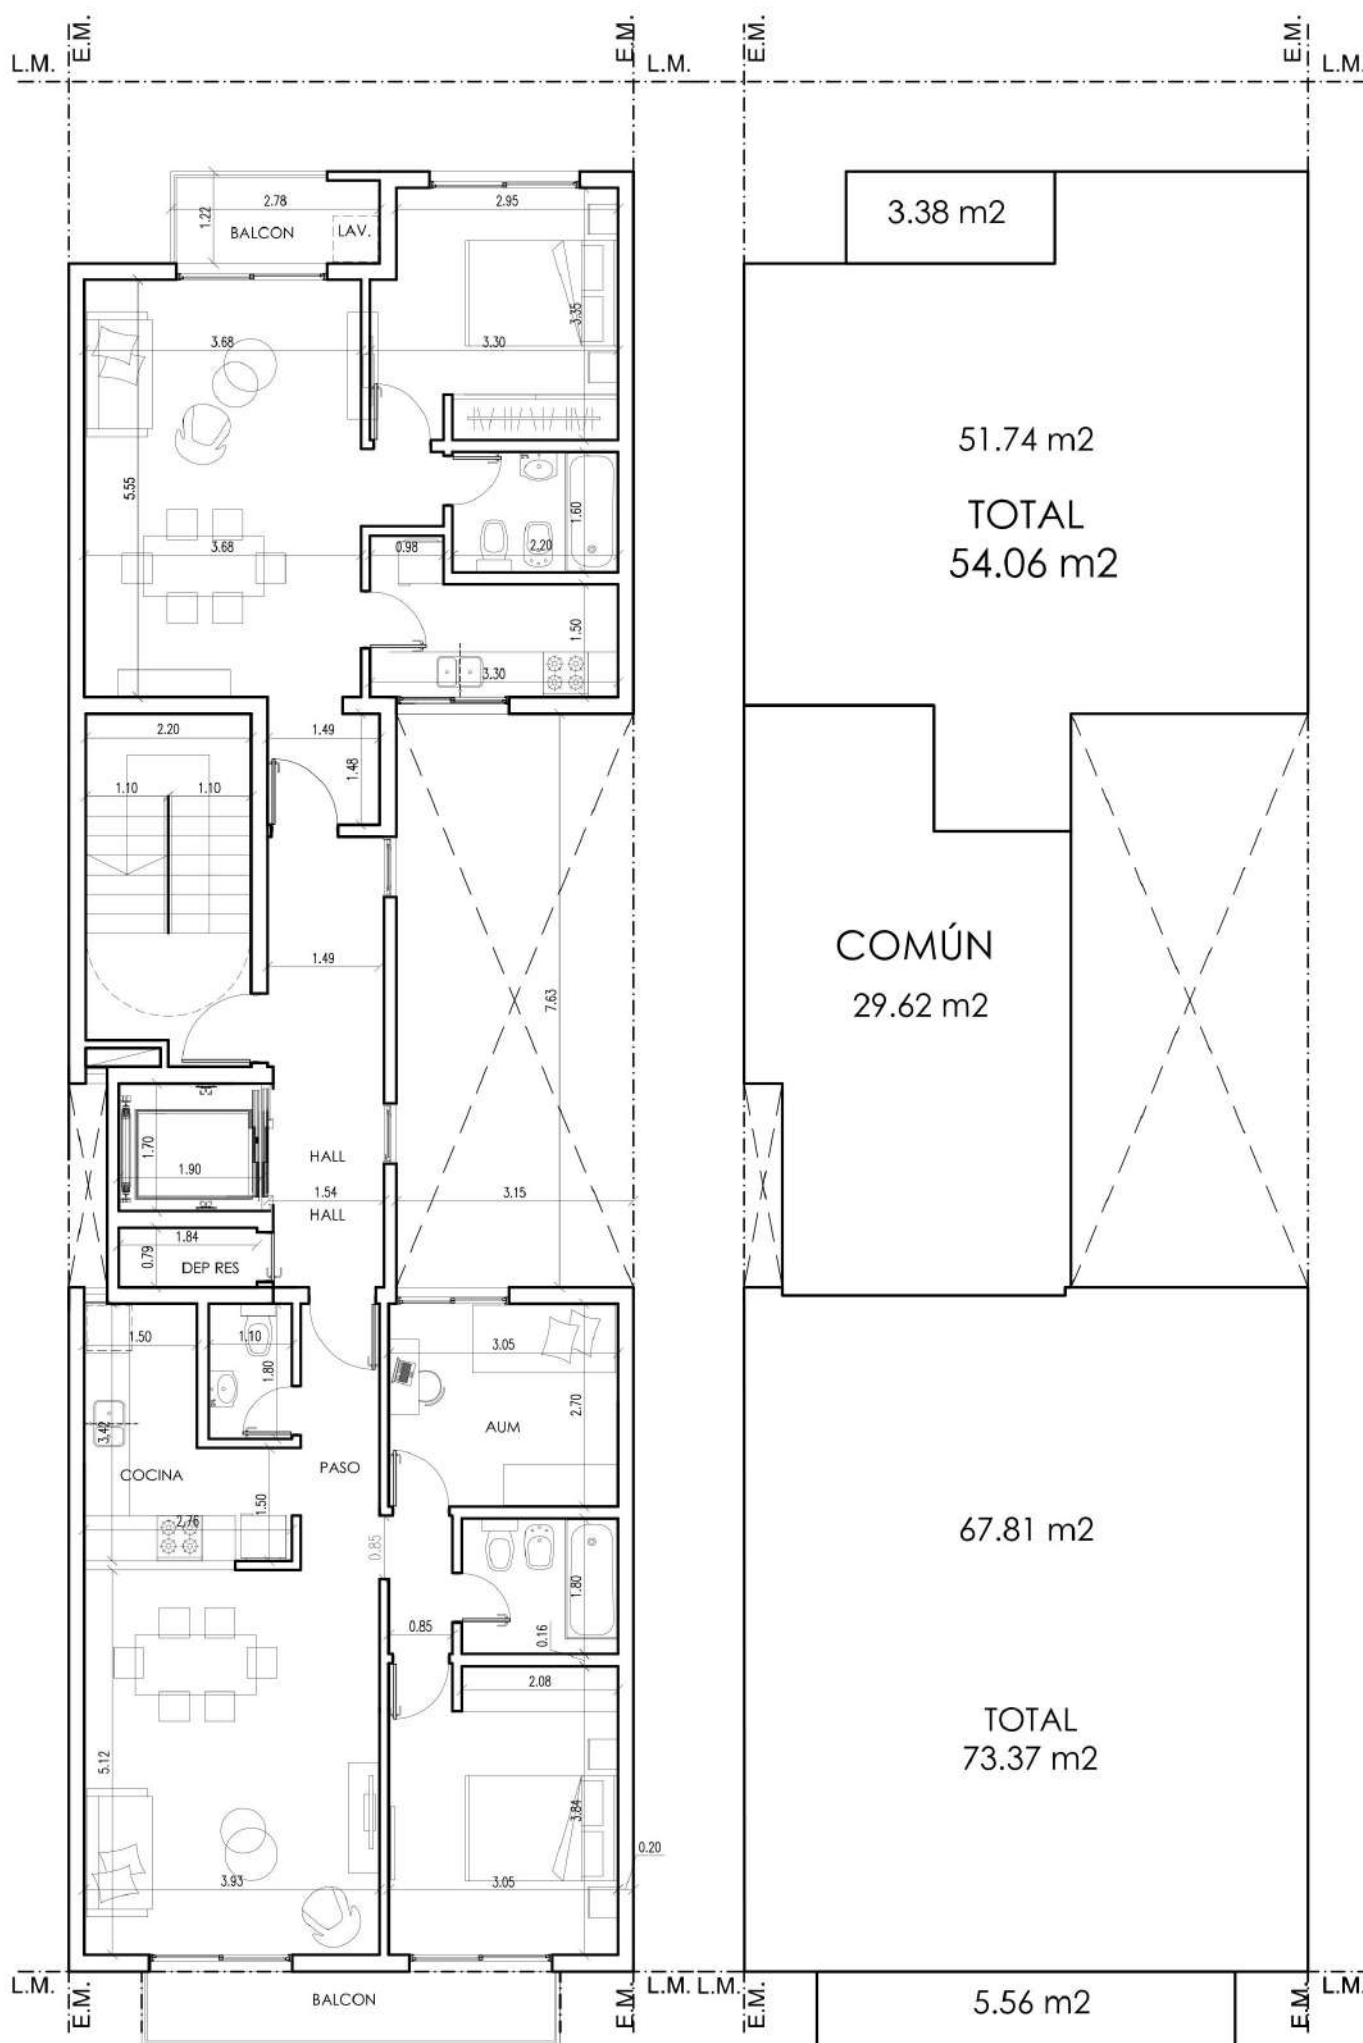 E.M.
E.M.
E.M.
E.M.
L.M.
L.M.
L.M.
2.78
1.22
BALCON
LAV.
2.95
3.38 m2
3.35
3.68
3.30
51.74 m2
TOTAL
54.06 m2
5.55
1.60
3.68
0.98
2.20
1.50
3.30
2.20
1.49
1.48
1.10
1.10
COMÚN
29.62 m2
1.49
7.63
HALL
1.70
1.90
1.54
3.15
HALL
1.84
0.79
DEP RES
1.50
1.10
1.80
3.05
2.70
3.42
AUM
COCINA
PASO
1.50
2.76
0.85
67.81 m2
1.80
0.85
0.16
2.08
TOTAL
73.37 m2
5.12
3.84
0.20
3.93
3.05
L.M.
E.M.
BALCON
E.M.
L.M.
L.M.
E.M.
5.56 m2
E.M.
L.M.